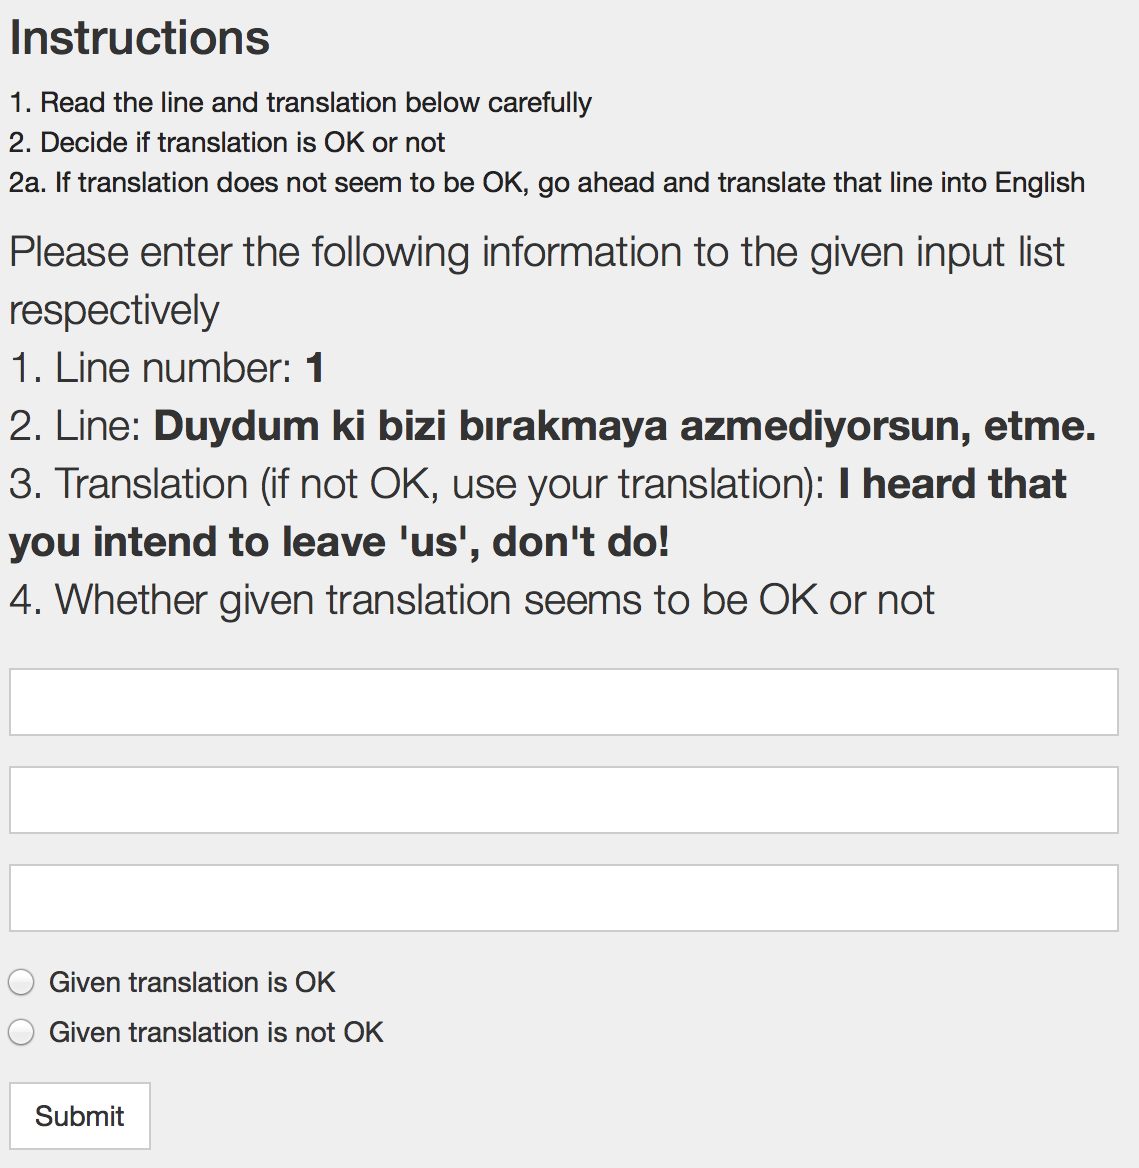 Instructions
1. Read the line and translation below carefully
2. Decide if translation is OK or not
2a. If translation does not seem to be OK, go ahead and translate that line into English
Please enter the following information to the given input list
respectively
1. Line number: 1
2. Line: Duydum ki bizi bırakmaya azmediyorsun, etme.
3. Translation (if not OK, use your translation): I heard that
you intend to leave 'us', don't do!
4. Whether given translation seems to be OK or not
Given translation is OK
Given translation is not OK
Submit